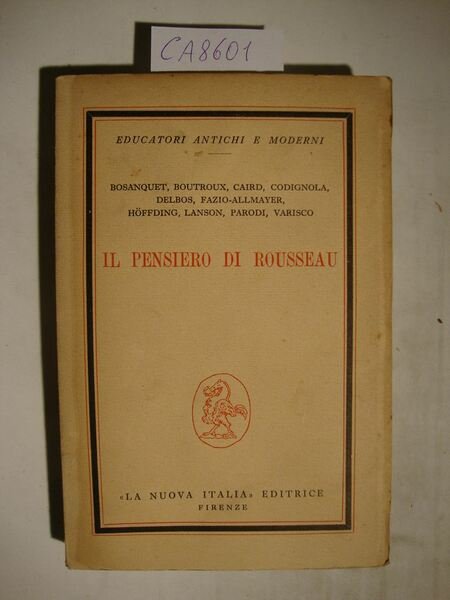 CA8601
EDUCATORI ANTICHI E MODERNI
BOSANQUET, BOUTROUX, CAIRD, CODIGNOLA,
DELBOS, FAZIO-ALLMAYER,
HÖFFDING, LANSON, PARODI, VARISCO
IL PENSIERO DI ROUSSEAU
«LA NUOVA ITALIA» EDITRICE
FIRENZE